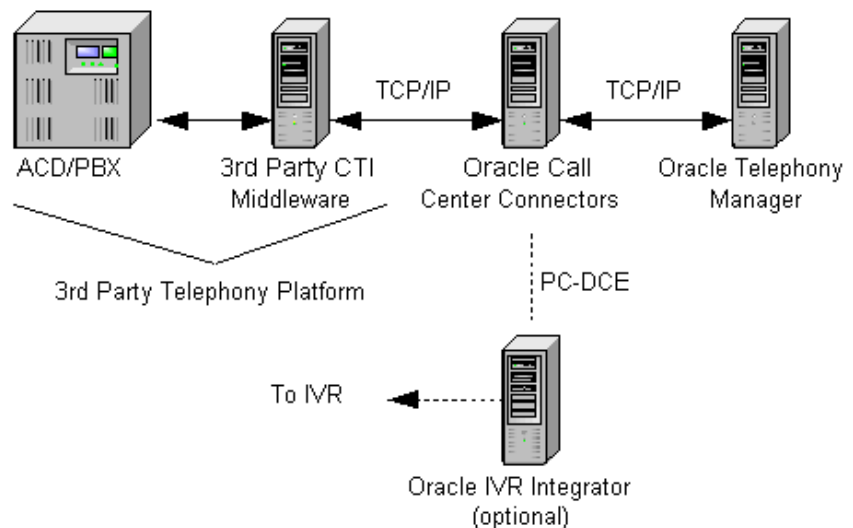 TCP/IP
TCP/IP
ACD/PBX
3rd Party CTI
Middleware
Oracle Call
Center Connectors
Oracle Telephony
Manager
3rd Party Telephony Platform
PC-DCE
To IVR
Oracle IVR Integrator
(optional)